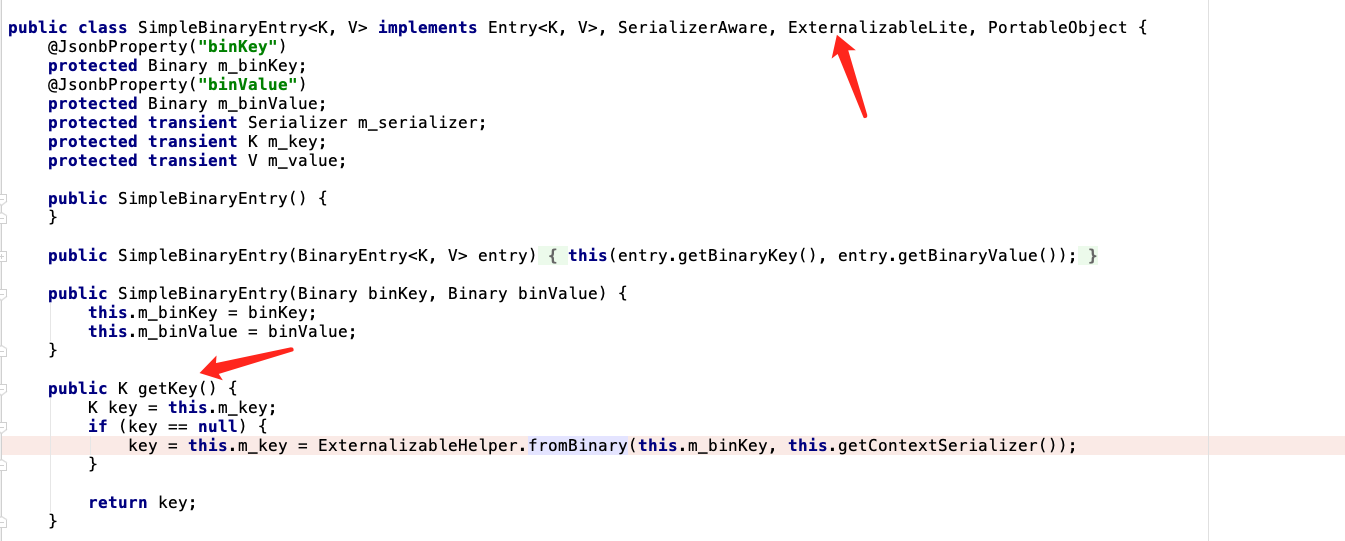 public class SimpleBinaryEntry<K, V> implements Entry<K, V>, SerializerAware, ExternalizableLite, PortableObject {
    @JsonbProperty("binKey")
    protected Binary m_binKey;
    @JsonbProperty("binValue")
    protected Binary m_binValue;
    protected transient Serializer m_serializer;
    protected transient K m_key;
    protected transient V m_value;

    public SimpleBinaryEntry() {
    }

    public SimpleBinaryEntry(BinaryEntry<K, V> entry) { this(entry.getBinaryKey(), entry.getBinaryValue()); }

    public SimpleBinaryEntry(Binary binKey, Binary binValue) {
        this.m_binKey = binKey;
        this.m_binValue = binValue;
    }

    public K getKey() {
        K key = this.m_key;
        if (key == null) {
            key = this.m_key = ExternalizableHelper.fromBinary(this.m_binKey, this.getContextSerializer());
        }

        return key;
    }